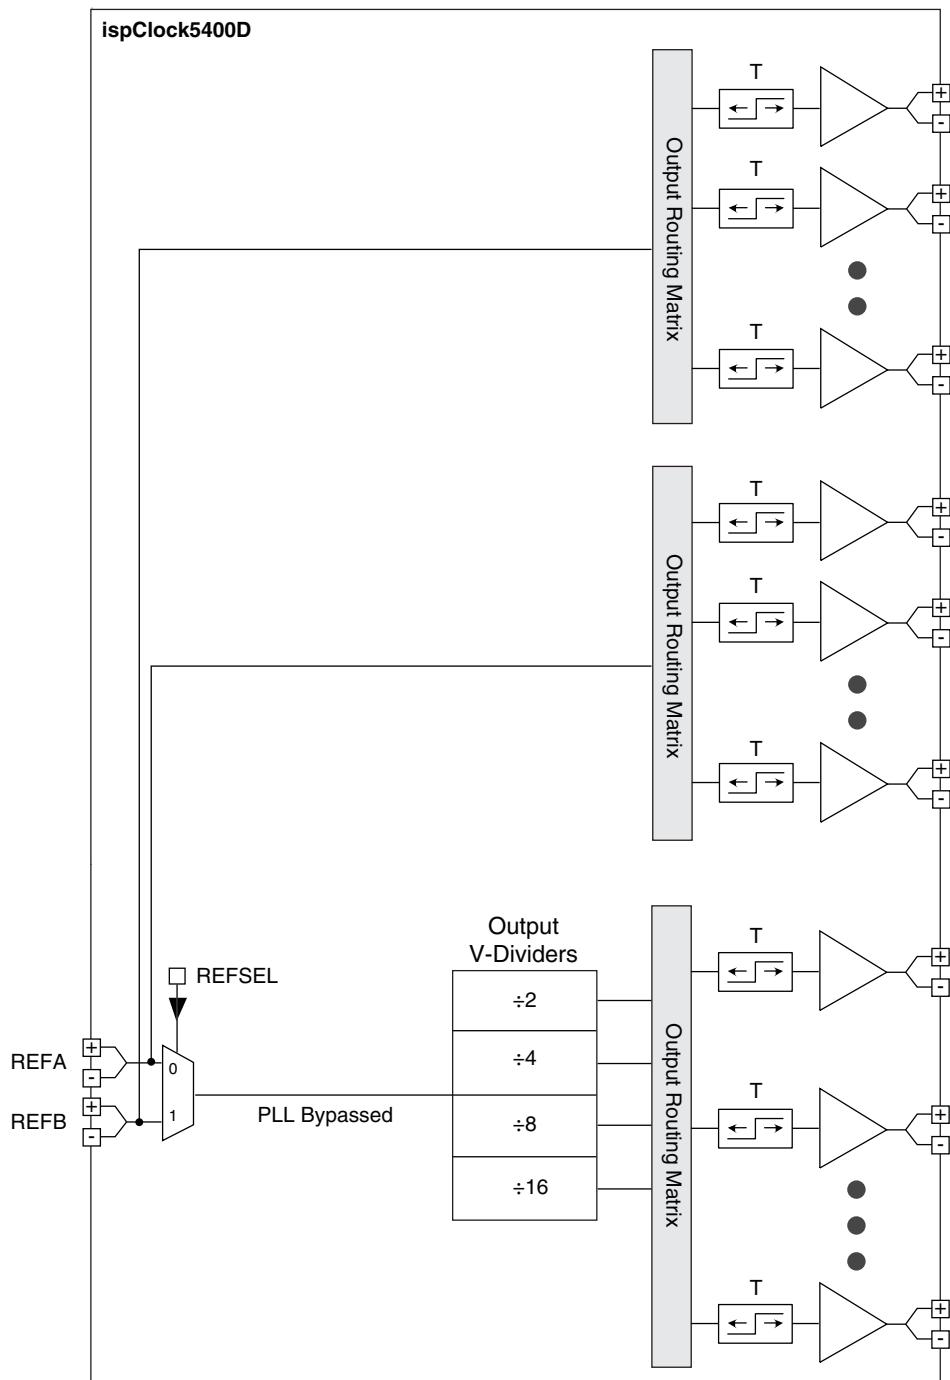 ispClock5400D
T
+
-
T
+
-
Output Routing Matrix
T
+
-
T
+
-
T
+
-
Output Routing Matrix
T
+
-
Output
V-Dividers
T
+
-
REFSEL
÷2
REFA
+
-
0
÷4
Output Routing Matrix
REFB
+
-
1
PLL Bypassed
÷8
T
+
-
÷16
T
+
-